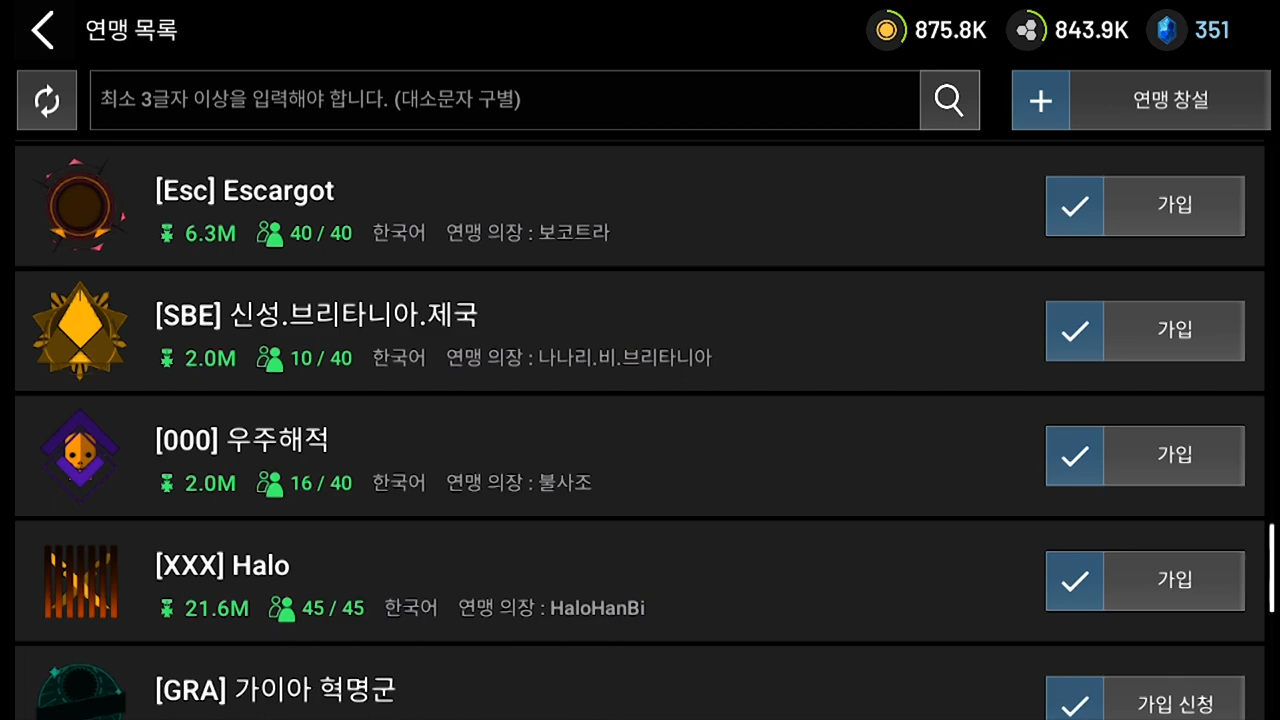 연맹 목록
875.8K
843.9K
351
최소 3글자 이상을 입력해야 합니다. (대소문자 구별)
연맹 창설
[Esc] Escargot
6.3M 40 / 40 한국어 연맹 의장 : 보코트라
가입
[SBE] 신성.브리타니아.제국
2.0M 10 / 40 한국어 연맹 의장 : 나나리.비.브리타니아
가입
[000] 우주해적
2.0M 16 / 40 한국어 연맹 의장 : 불사조
가입
[XXX] Halo
21.6M 45 / 45 한국어 연맹 의장 : HaloHanBi
가입
[GRA] 가이아 혁명군
가입 신청